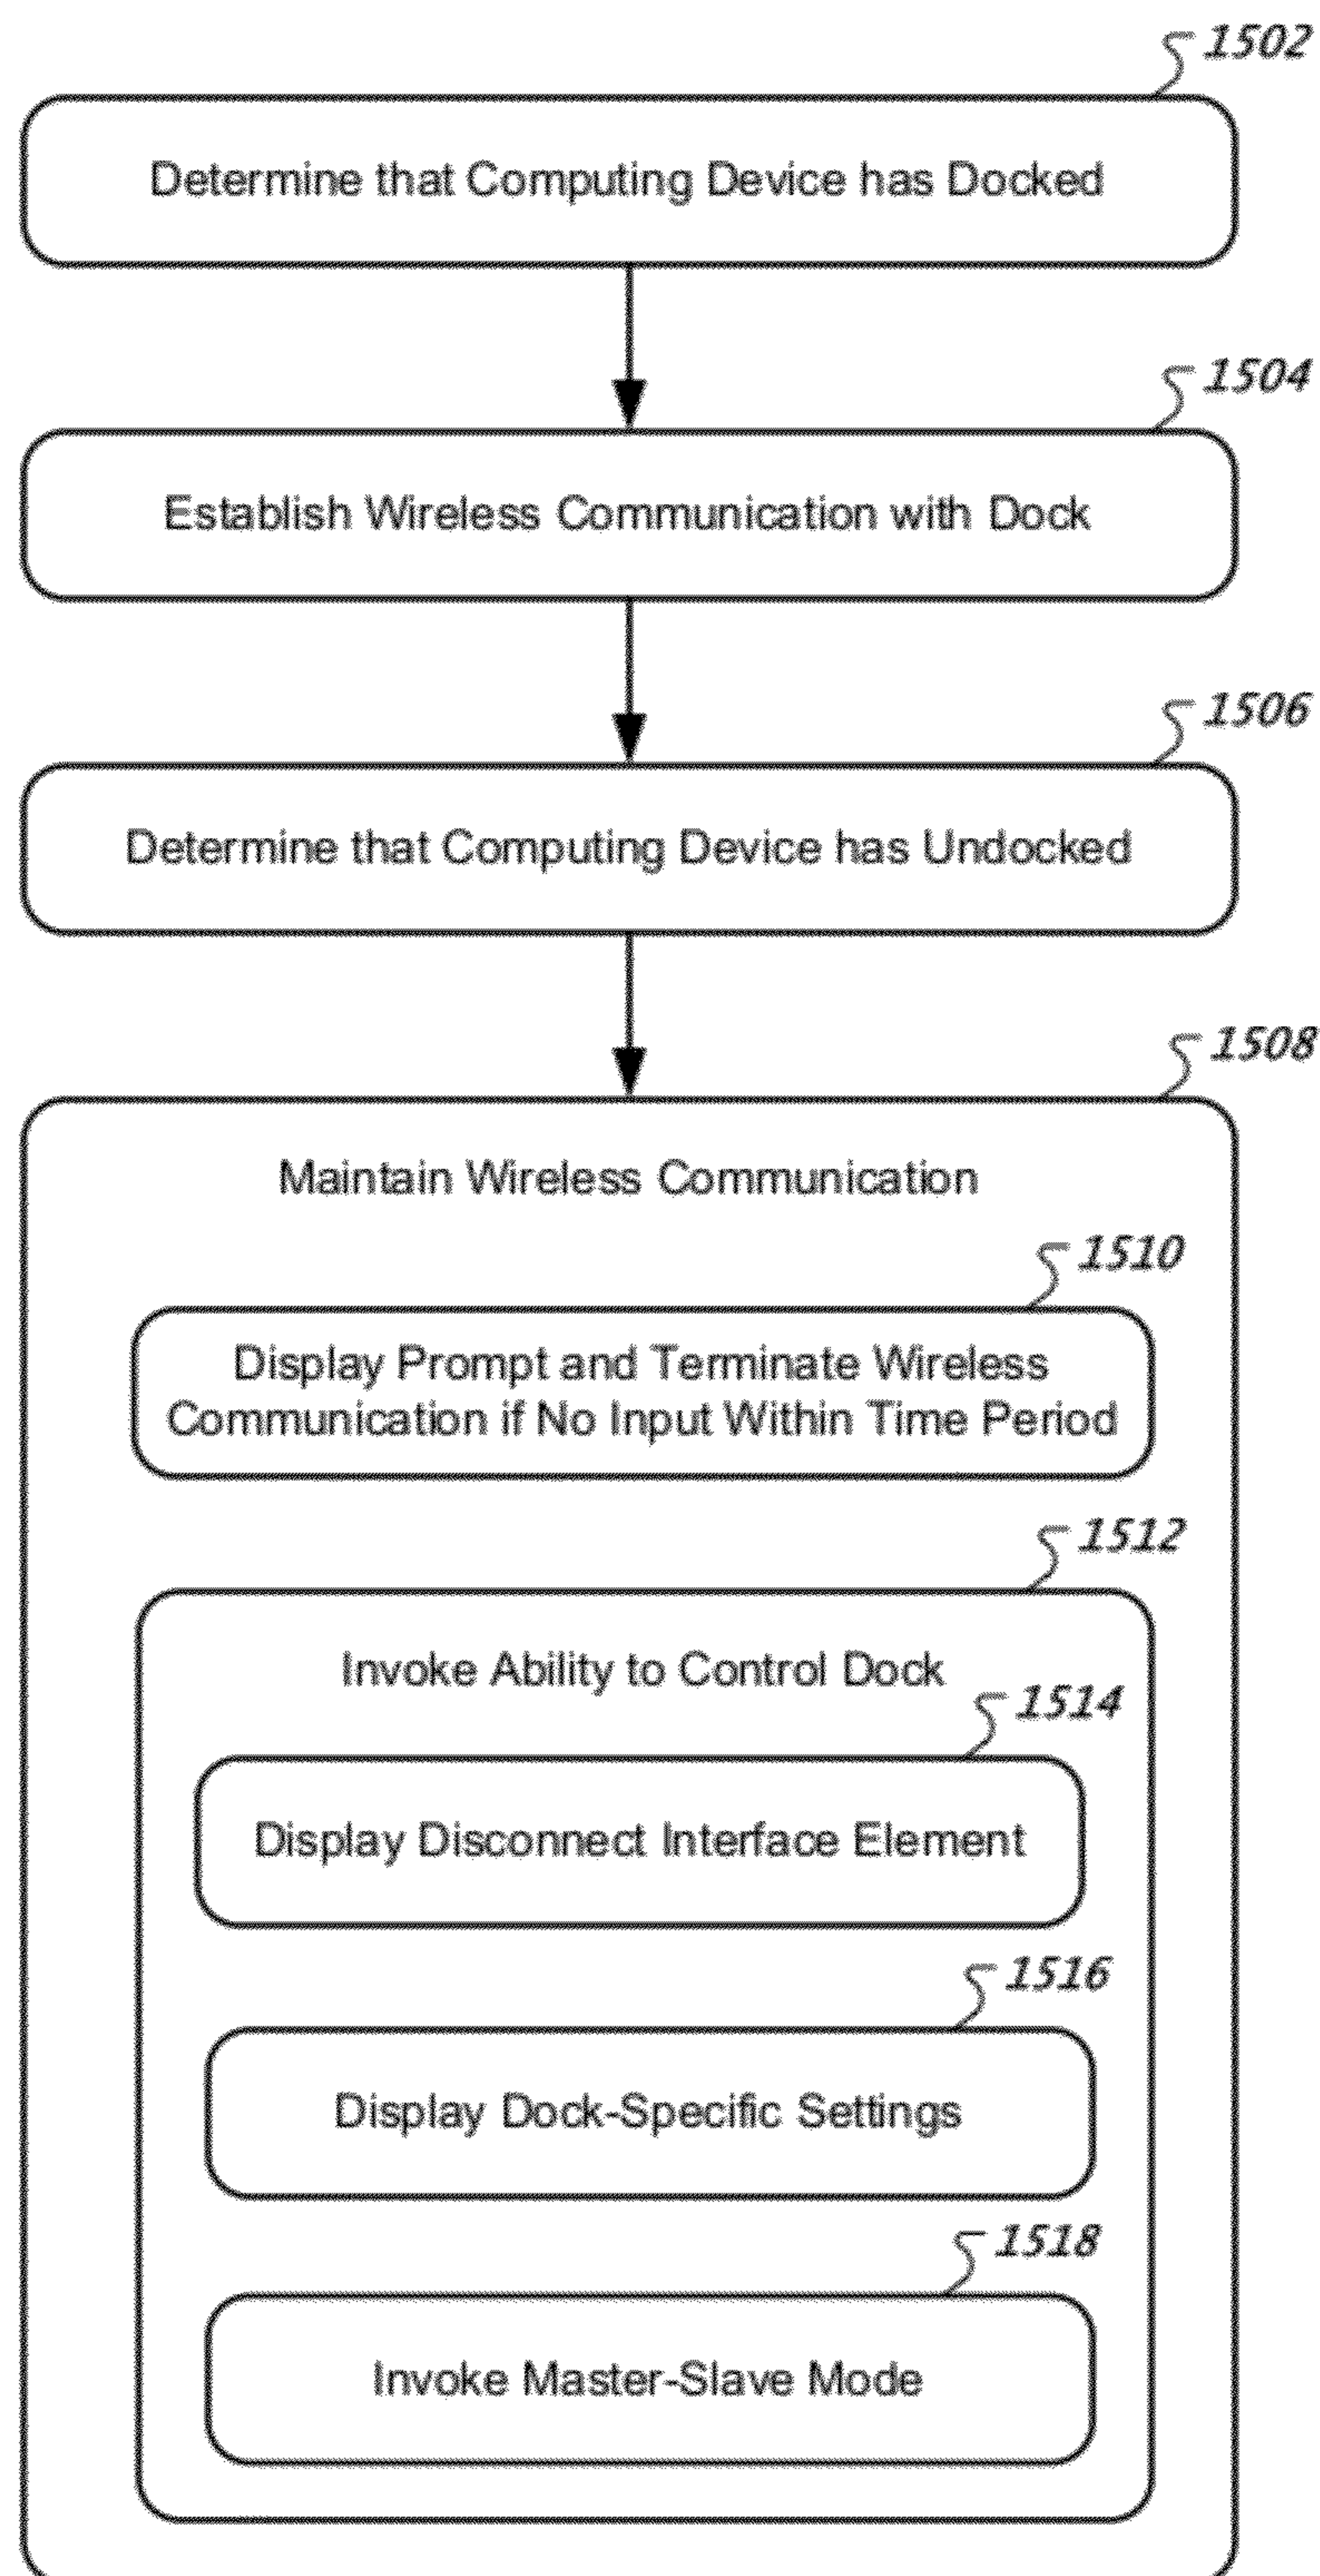 1502
Determine that Computing Device has Docked
1504
Establish Wireless Communication with Dock
1506
Determine that Computing Device has Undocked
1508
Maintain Wireless Communication
1510
Display Prompt and Terminate Wireless
Communication if No Input Within Time Period
1512
Invoke Ability to Control Dock
1514
Display Disconnect Interface Element
1516
Display Dock-Specific Settings
1518
Invoke Master-Slave Mode